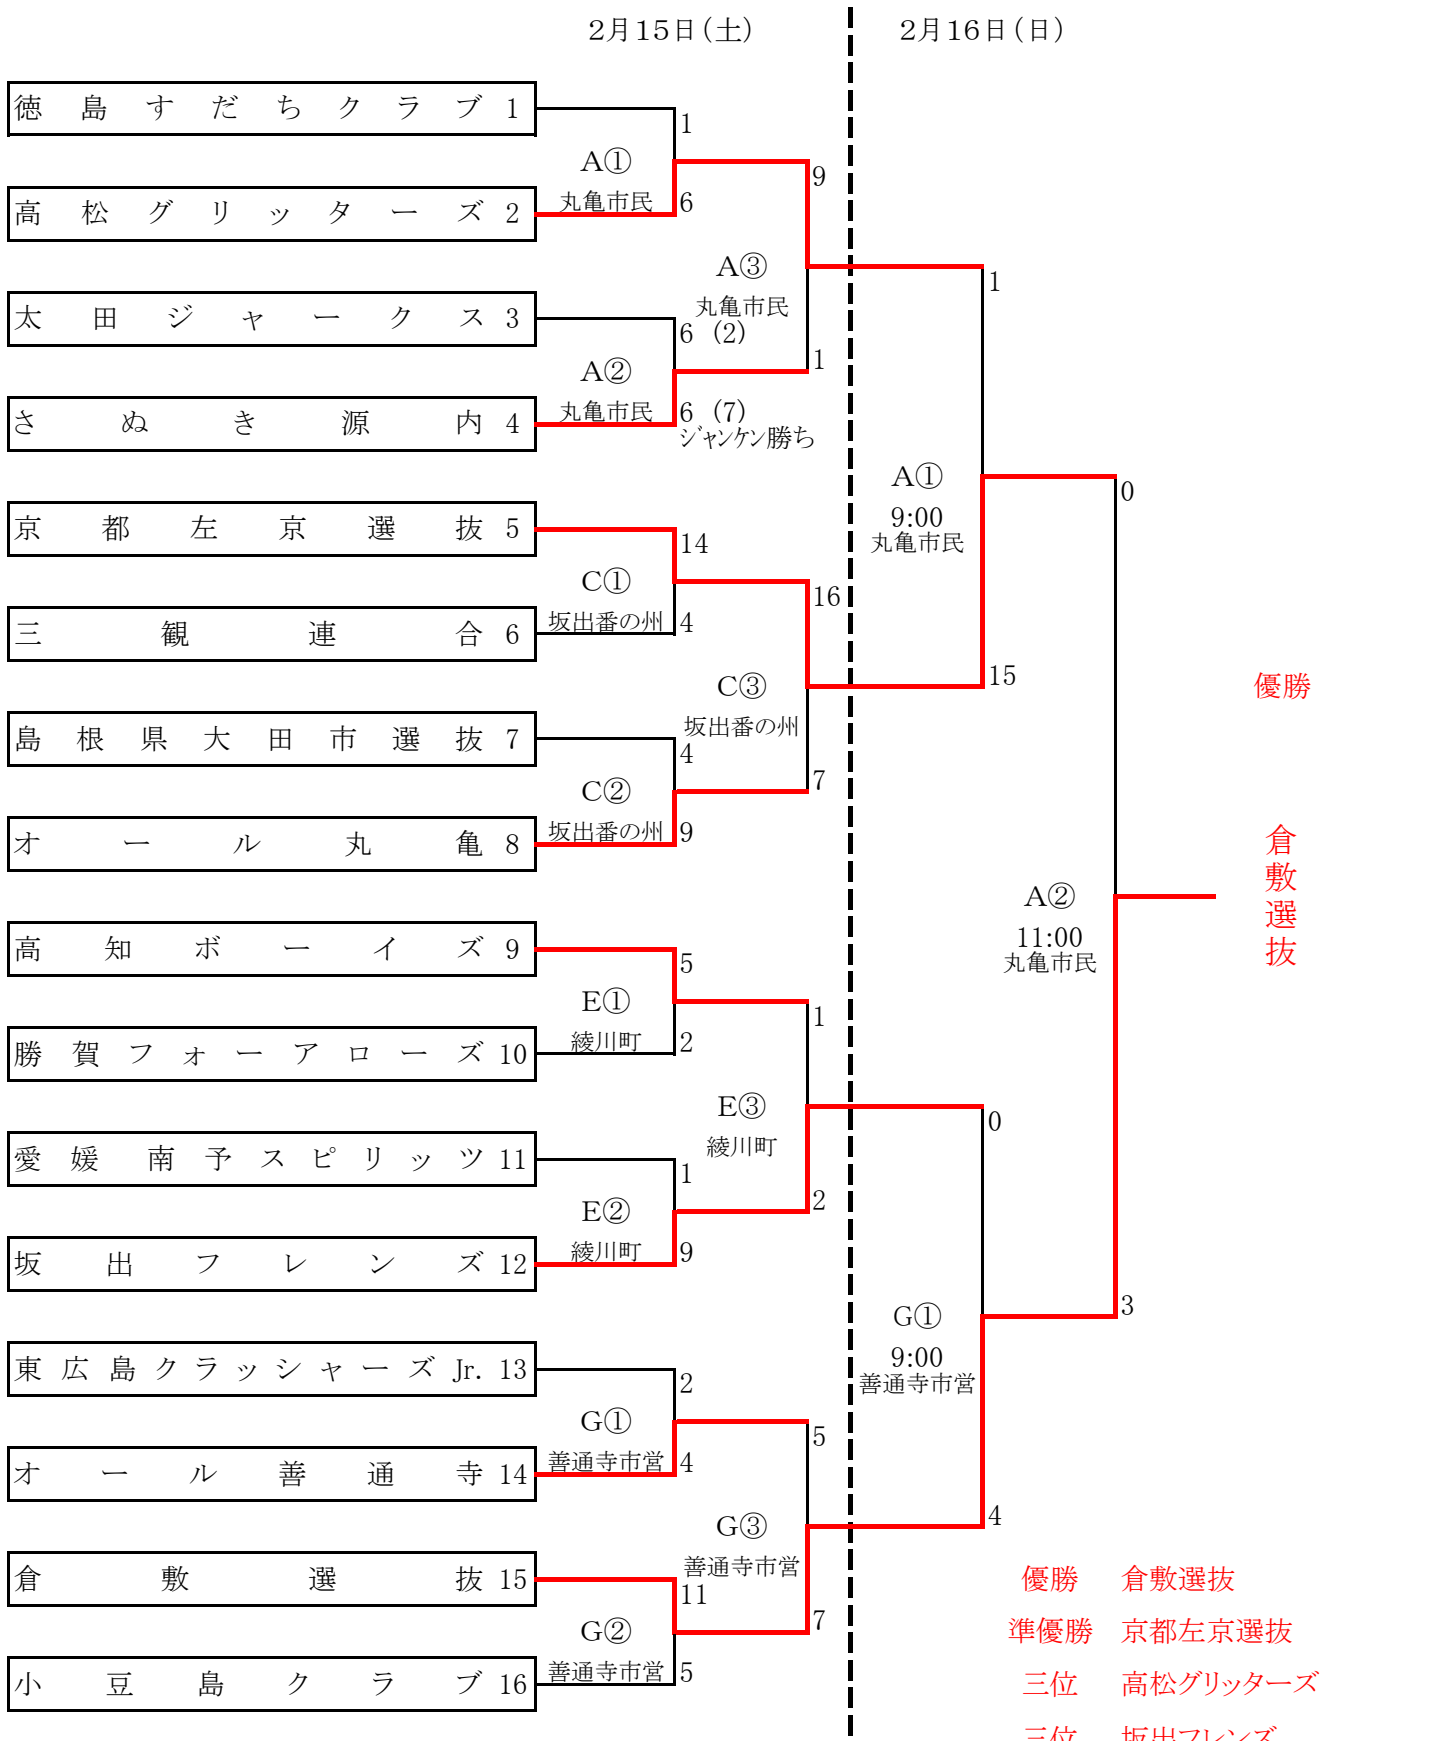 2月15日(土)
2月16日(日)
徳島すだちクラブ 1
1
A①
9
高松グリッターズ 2
丸亀市民
6
A③
1
太田ジャークス 3
丸亀市民
6 (2)
1
A②
さぬき源内 4
丸亀市民
6 (7)
ジャンケン勝ち
A①
0
京都左京選抜 5
9:00
14
丸亀市民
C①
16
三観連合 6
坂出番の州
4
15
C③
優勝
島根県大田市選抜 7
坂出番の州
4
7
C②
オール丸亀 8
坂出番の州
9
倉敷選抜
A②
11:00
高知ボーイズ 9
丸亀市民
5
E①
1
勝賀フォーアローズ 10
綾川町
2
E③
0
愛媛 南予スピリッツ 11
綾川町
1
E②
2
坂出フレンズ 12
綾川町
9
G①
3
9:00
東広島クラッシャーズJr. 13
善通寺市営
2
G①
5
オール善通寺 14
善通寺市営
4
G③
4
倉敷選抜 15
善通寺市営
11
優勝 倉敷選抜
G②
7
準優勝 京都左京選抜
小豆島クラブ 16
善通寺市営
5
三位 高松グリッターズ
三位 坂出フレンズ